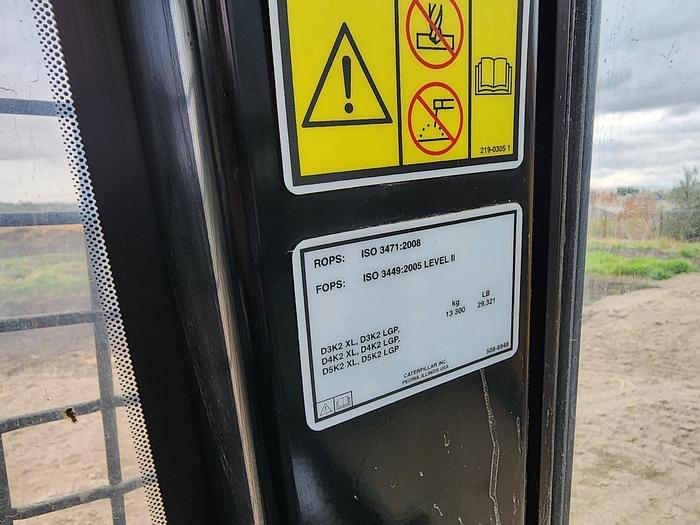 219-0305 1
ROPS: ISO 3471:2008
FOPS: ISO 3449:2005 LEVEL II
kg LB
13 300 29,321
D3K2 XL, D3K2 LGP,
D4K2 XL, D4K2 LGP,
D5K2 XL, D5K2 LGP
508-8948
CATERPILLAR INC.
PEORIA, ILLINOIS USA